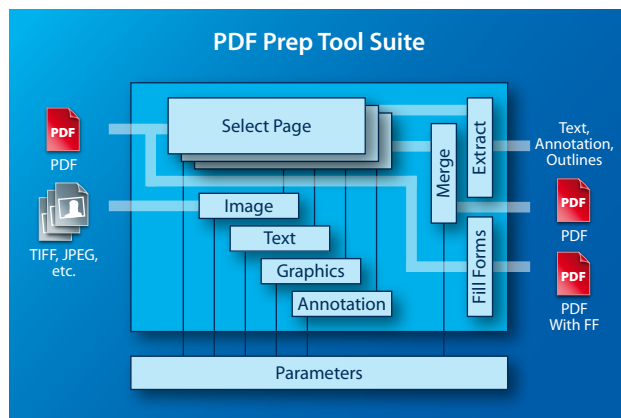 PDF Prep Tool Suite
Select Page
PDF
PDF
TIFF, JPEG,
etc.
Image
Text
Graphics
Annotation
Merge
Extract
Fill Forms
Text,
Annotation,
Outlines
PDF
PDF
PDF
PDF
With FF
Parameters